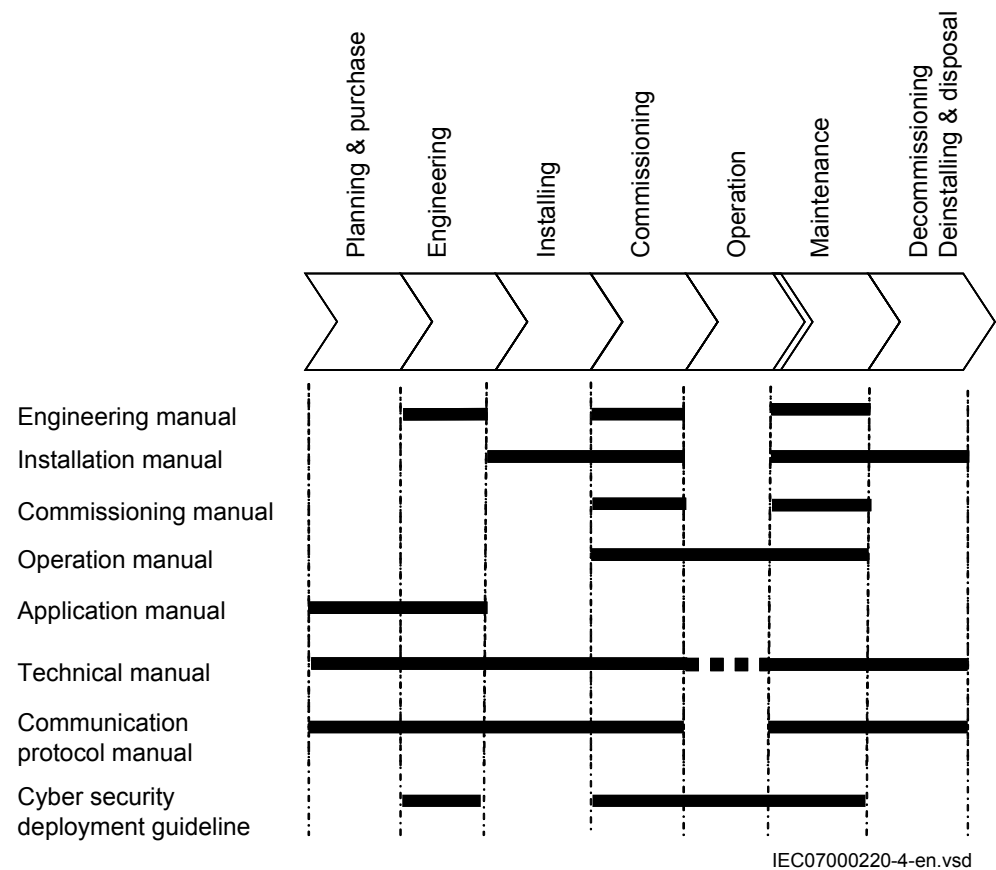 Planning & purchase
Engineering
Installing
Commissioning
Operation
Maintenance
Decommissioning
Deinstalling & disposal
Engineering manual
Installation manual
Commissioning manual
Operation manual
Application manual
Technical manual
Communication
protocol manual
Cyber security
deployment guideline
IEC07000220-4-en.vsd